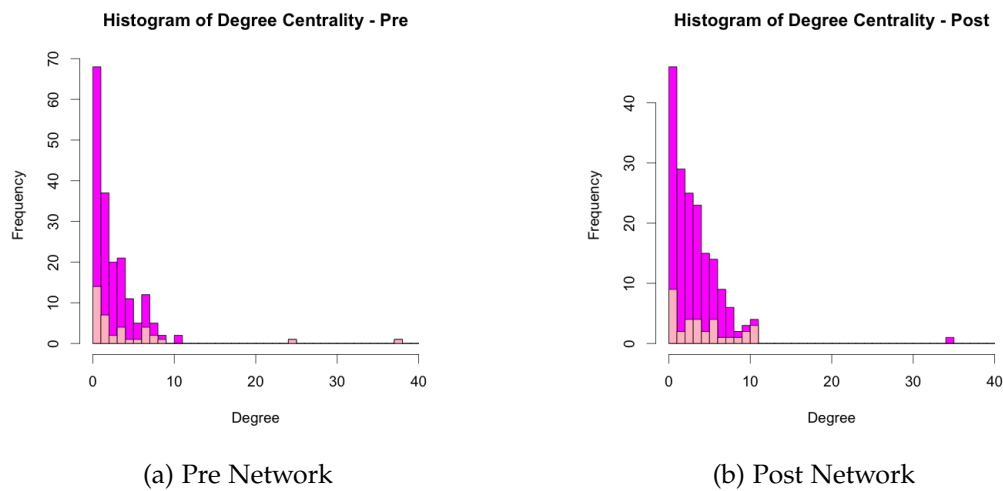 Histogram of Degree Centrality - Pre
Frequency
70
60
50
40
30
20
10
0
0 10 20 30 40
Degree
(a) Pre Network
Histogram of Degree Centrality - Post
Frequency
40
30
20
10
0
0 10 20 30 40
Degree
(b) Post Network